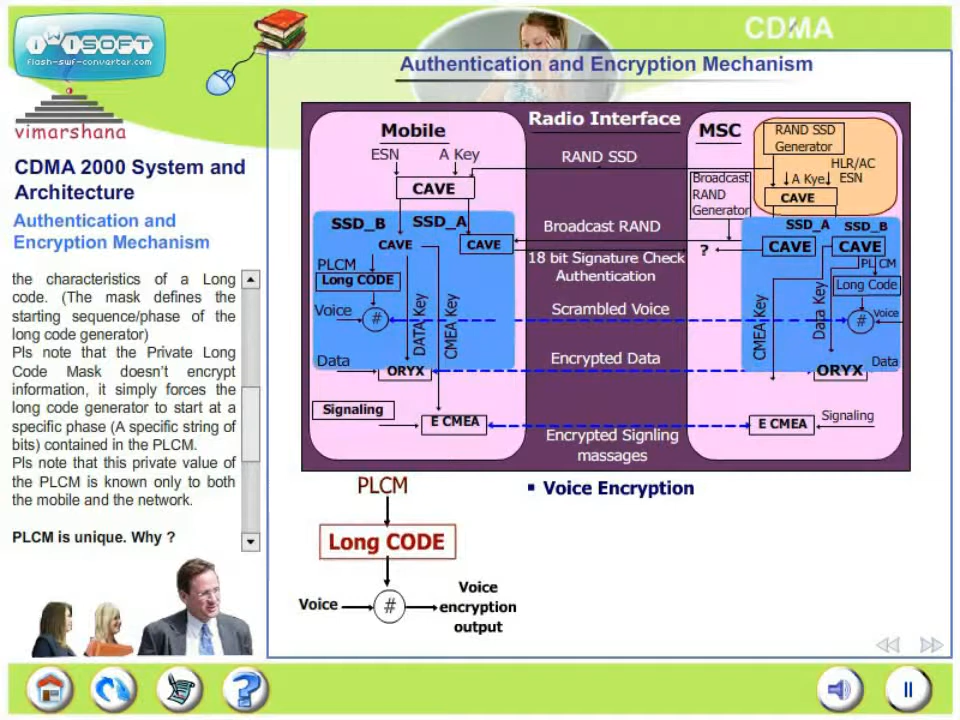 iWiSOFT
flash-swf-converter.com
CDMA
vimarshana
CDMA 2000 System and
Architecture
Authentication and
Encryption Mechanism
the characteristics of a Long
code. (The mask defines the
starting sequence/phase of the
long code generator)
Pls note that the Private Long
Code Mask doesn't encrypt
information, it simply forces the
long code generator to start at a
specific phase (A specific string of
bits) contained in the PLCM.
Pls note that this private value of
the PLCM is known only to both
the mobile and the network.
PLCM is unique. Why ?
Authentication and Encryption Mechanism
Mobile
ESN A Key
CAVE
SSD_B SSD_A
CAVE
CAVE
PLCM
Long CODE
Voice
#
DATA Key
CMEA Key
Data
ORYX
Signaling
E CMEA
Radio Interface
RAND SSD
Broadcast RAND
18 bit Signature Check
Authentication
Scrambled Voice
Encrypted Data
Encrypted Signling
massages
MSC
RAND SSD
Generator
HLR/AC
A Kye ESN
CAVE
Broadcast
RAND
Generator
SSD_A SSD_B
?
CAVE
CAVE
PL CM
Long Code
#
Voice
CMEA Key
Data Key
Data
ORYX
E CMEA
Signaling
PLCM
Long CODE
Voice
#
Voice
encryption
output
▪ Voice Encryption
?